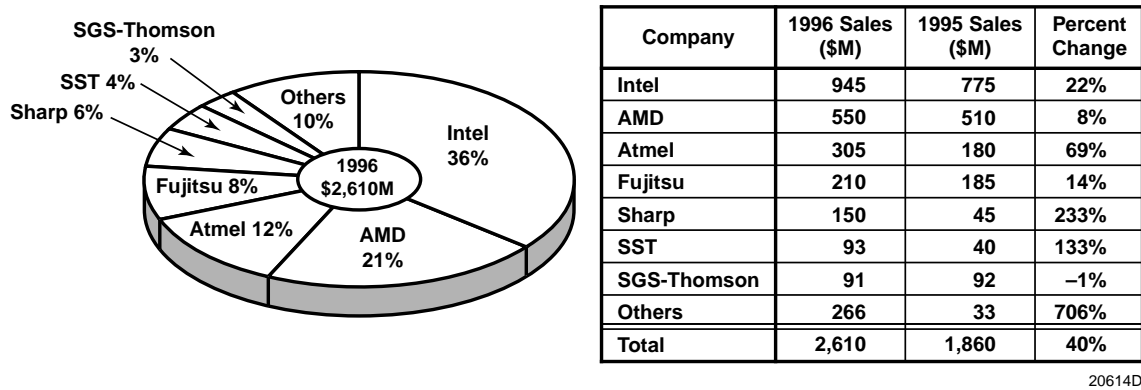 SGS-Thomson
3%
SST 4%
Sharp 6%
Others
10%
Intel
36%
1996
$2,610M
Fujitsu 8%
Atmel 12%
AMD
21%
Company 1996 Sales ($M) 1995 Sales ($M) Percent Change
Intel 945 775 22%
AMD 550 510 8%
Atmel 305 180 69%
Fujitsu 210 185 14%
Sharp 150 45 233%
SST 93 40 133%
SGS-Thomson 91 92 –1%
Others 266 33 706%
Total 2,610 1,860 40%
20614D